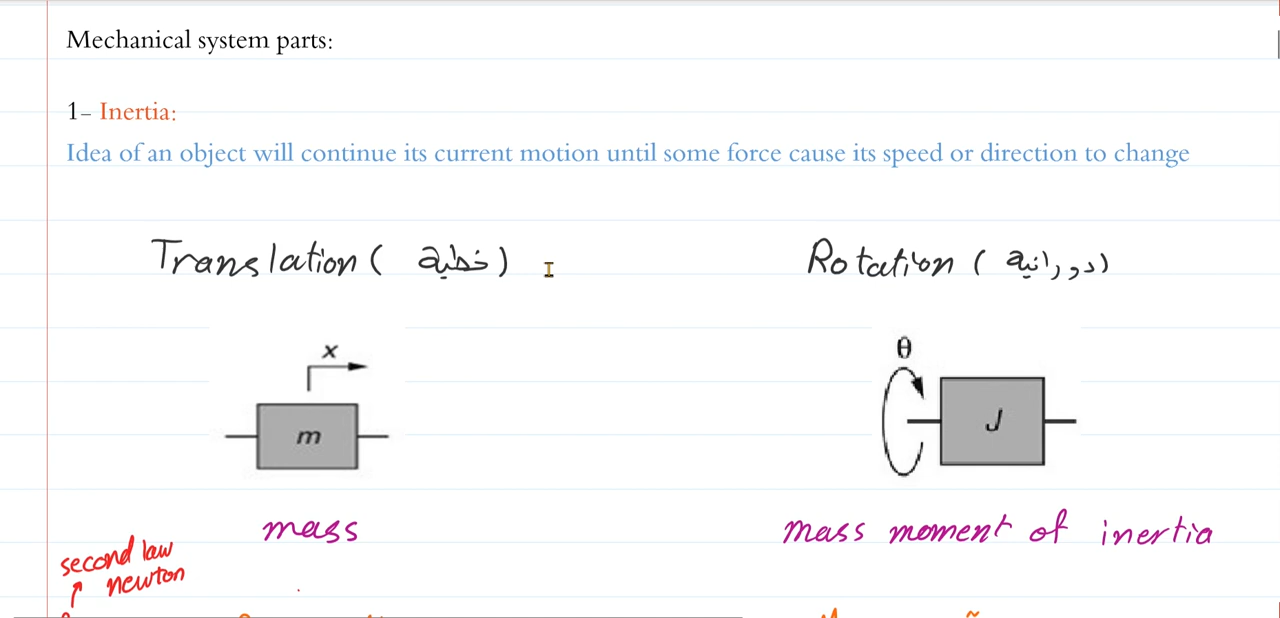 Mechanical system parts:
1- Inertia:
Idea of an object will continue its current motion until some force cause its speed or direction to change
Translation ( خطية )
Rotation ( دورانية )
x
m
θ
J
mass
mass moment of inertia
second law
newton